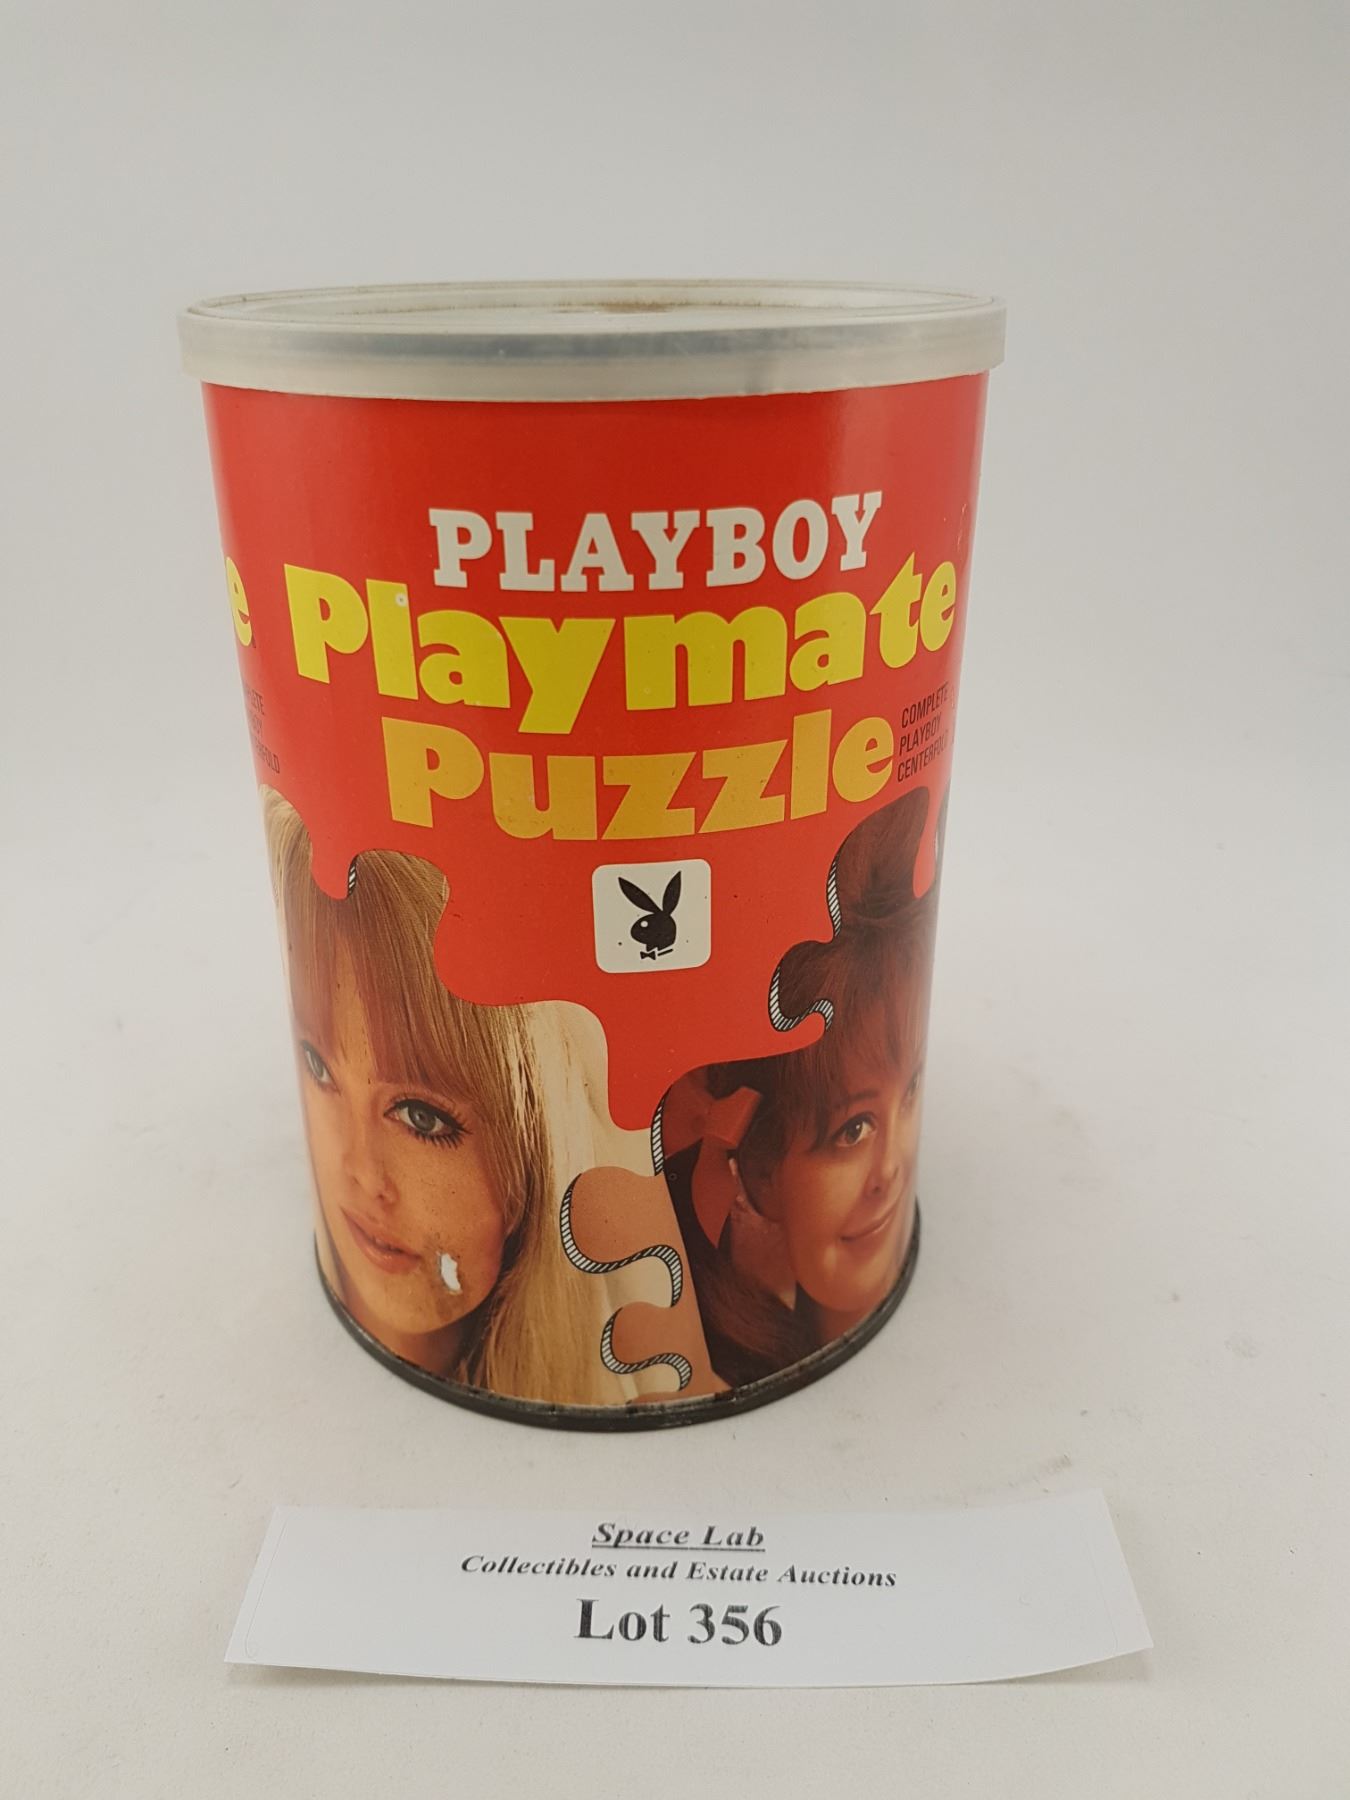 PLAYBOY
Playmate
Puzzle
COMPLETE
PLAYBOY
CENTERFOLD
e
Space Lab
Collectibles and Estate Auctions
Lot 356